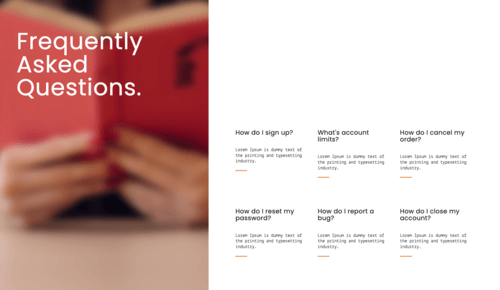 Frequently
Asked
Questions.
How do I sign up?
Lorem Ipsum is dummy text of
the printing and typesetting
industry.
What's account
limits?
Lorem Ipsum is dummy text of
the printing and typesetting
industry.
How do I cancel my
order?
Lorem Ipsum is dummy text of
the printing and typesetting
industry.
How do I reset my
password?
Lorem Ipsum is dummy text of
the printing and typesetting
industry.
How do I report a
bug?
Lorem Ipsum is dummy text of
the printing and typesetting
industry.
How do I close my
account?
Lorem Ipsum is dummy text of
the printing and typesetting
industry.